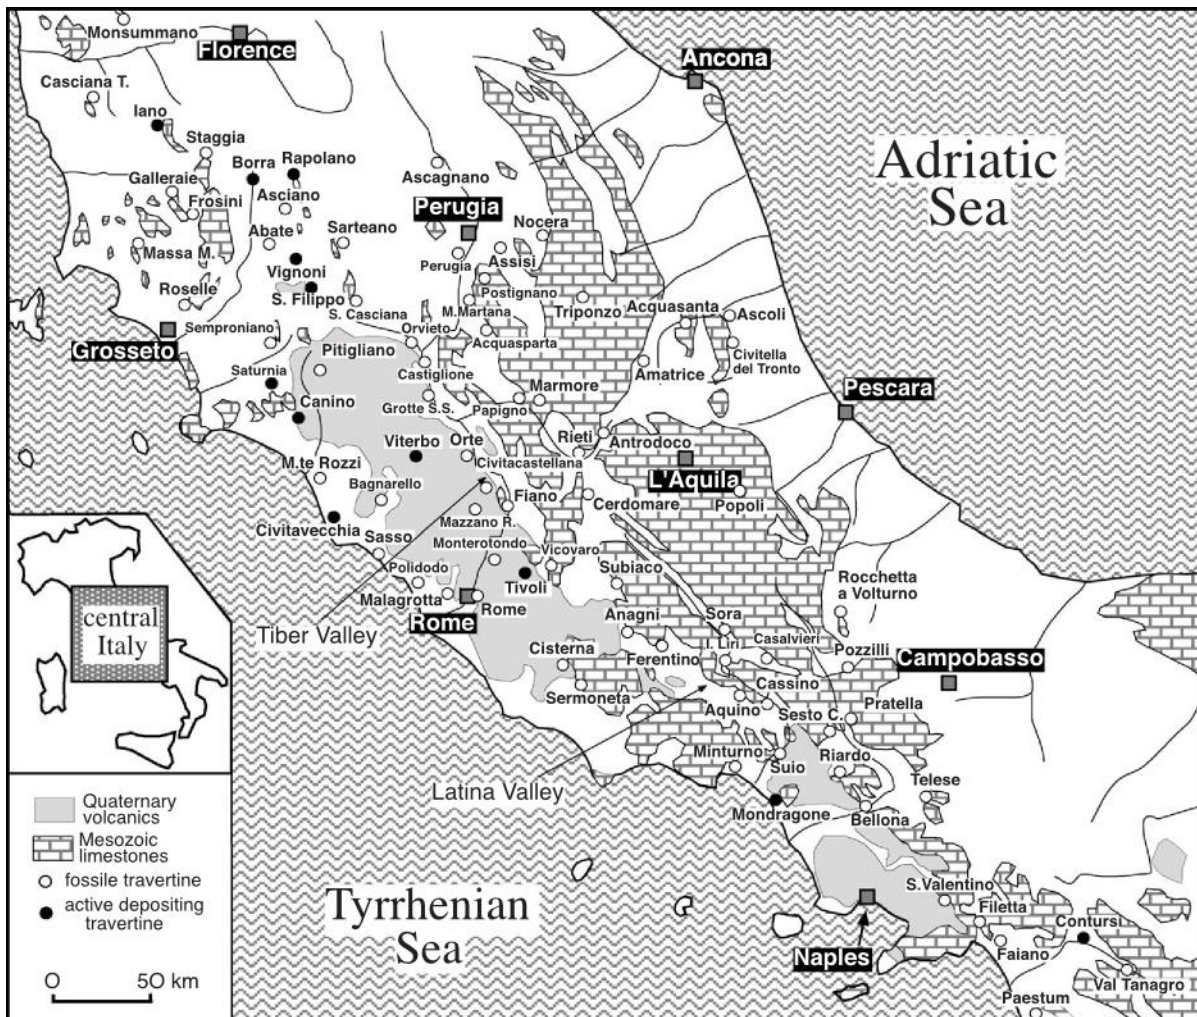 Monsummano
Florence
Ancona
Casciana T.
Iano
Staggia
Borra
Rapolano
Ascagnano
Adriatic
Sea
Galleraie
Asciano
Frosini
Perugia
Nocera
Abate
Sarteano
Massa M.
Perugia
Assisi
Vignoni
Postignano
Roselle
S. Filippo
S. Casciana
M.Martana
Triponzo
Acquasanta
Ascoli
Semproniano
Orvieto
Acquasparta
Grosseto
Pitigliano
Civitella
del Tronto
Saturnia
Castiglione
Amatrice
Marmore
Pescara
Canino
Grotte S.S.
Papigno
Viterbo
Orte
Rieti
Antrodoco
M.te Rozzi
Civitacastellana
L'Aquila
Bagnarello
Fiano
Cerdomare
Popoli
Civitavecchia
Mazzano R.
Sasso
Monterotondo
Vicovaro
Polidodo
Tivoli
Subiaco
Rocchetta
a Volturno
Malagrotta
Rome
Rome
Anagni
Sora
central
Italy
Tiber Valley
Casalvieri
Cisterna
Ferentino
I. Liri
Pozzilli
Campobasso
Sermoneta
Cassino
Aquino
Sesto C.
Pratella
Minturno
Suio
Riardo
Telese
Latina Valley
Mondragone
Bellona
Quaternary
volcanics
Mesozoic
limestones
fossile travertine
active depositing
travertine
Tyrrhenian
Sea
S.Valentino
Filetta
Contursi
Naples
Faiano
Val Tanagro
Paestum
0 50 km